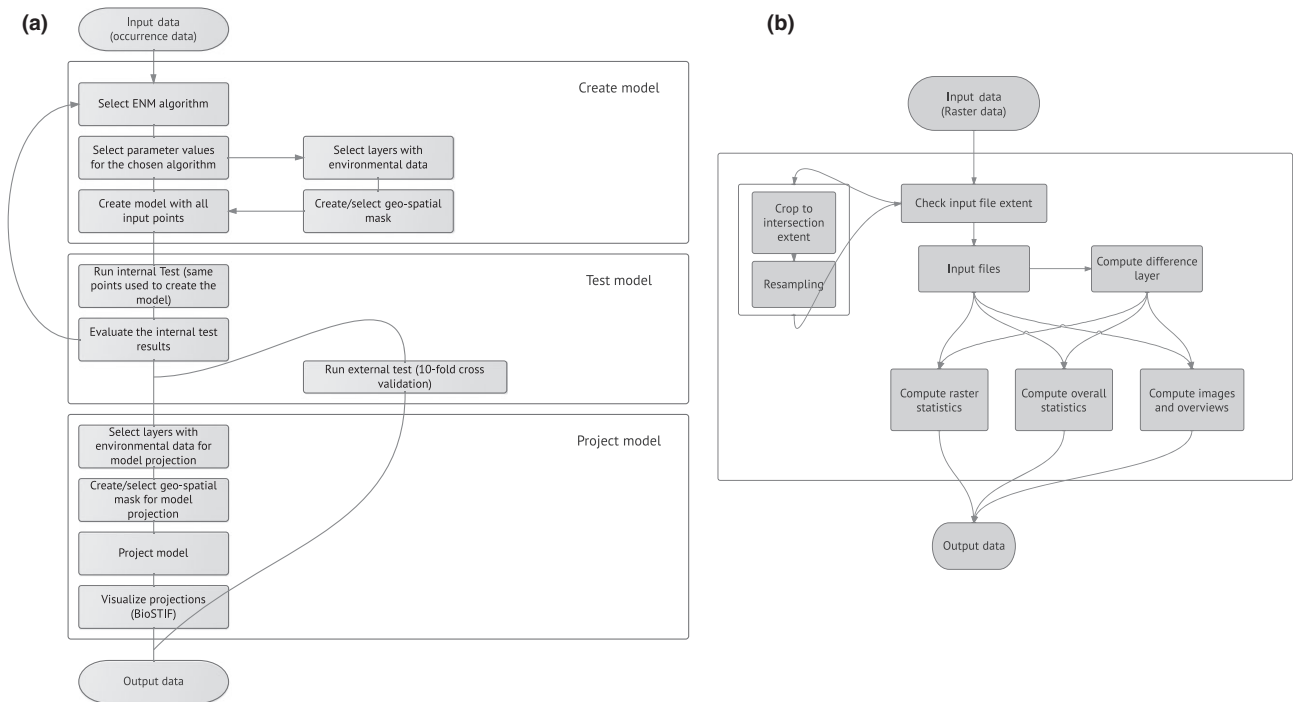 (a)
Input data
(occurrence data)
Create model
Select ENM algorithm
Select parameter values
for the chosen algorithm
Select layers with
environmental data
Create model with all
input points
Create/select geo-spatial
mask
Test model
Run internal Test (same
points used to create the
model)
Evaluate the internal test
results
Run external test (10-fold cross
validation)
Project model
Select layers with
environmental data for
model projection
Create/select geo-spatial
mask for model
projection
Project model
Visualize projections
(BioSTIF)
Output data
(b)
Input data
(Raster data)
Check input file extent
Crop to
intersection
extent
Resampling
Input files
Compute difference
layer
Compute raster
statistics
Compute overall
statistics
Compute images
and overviews
Output data